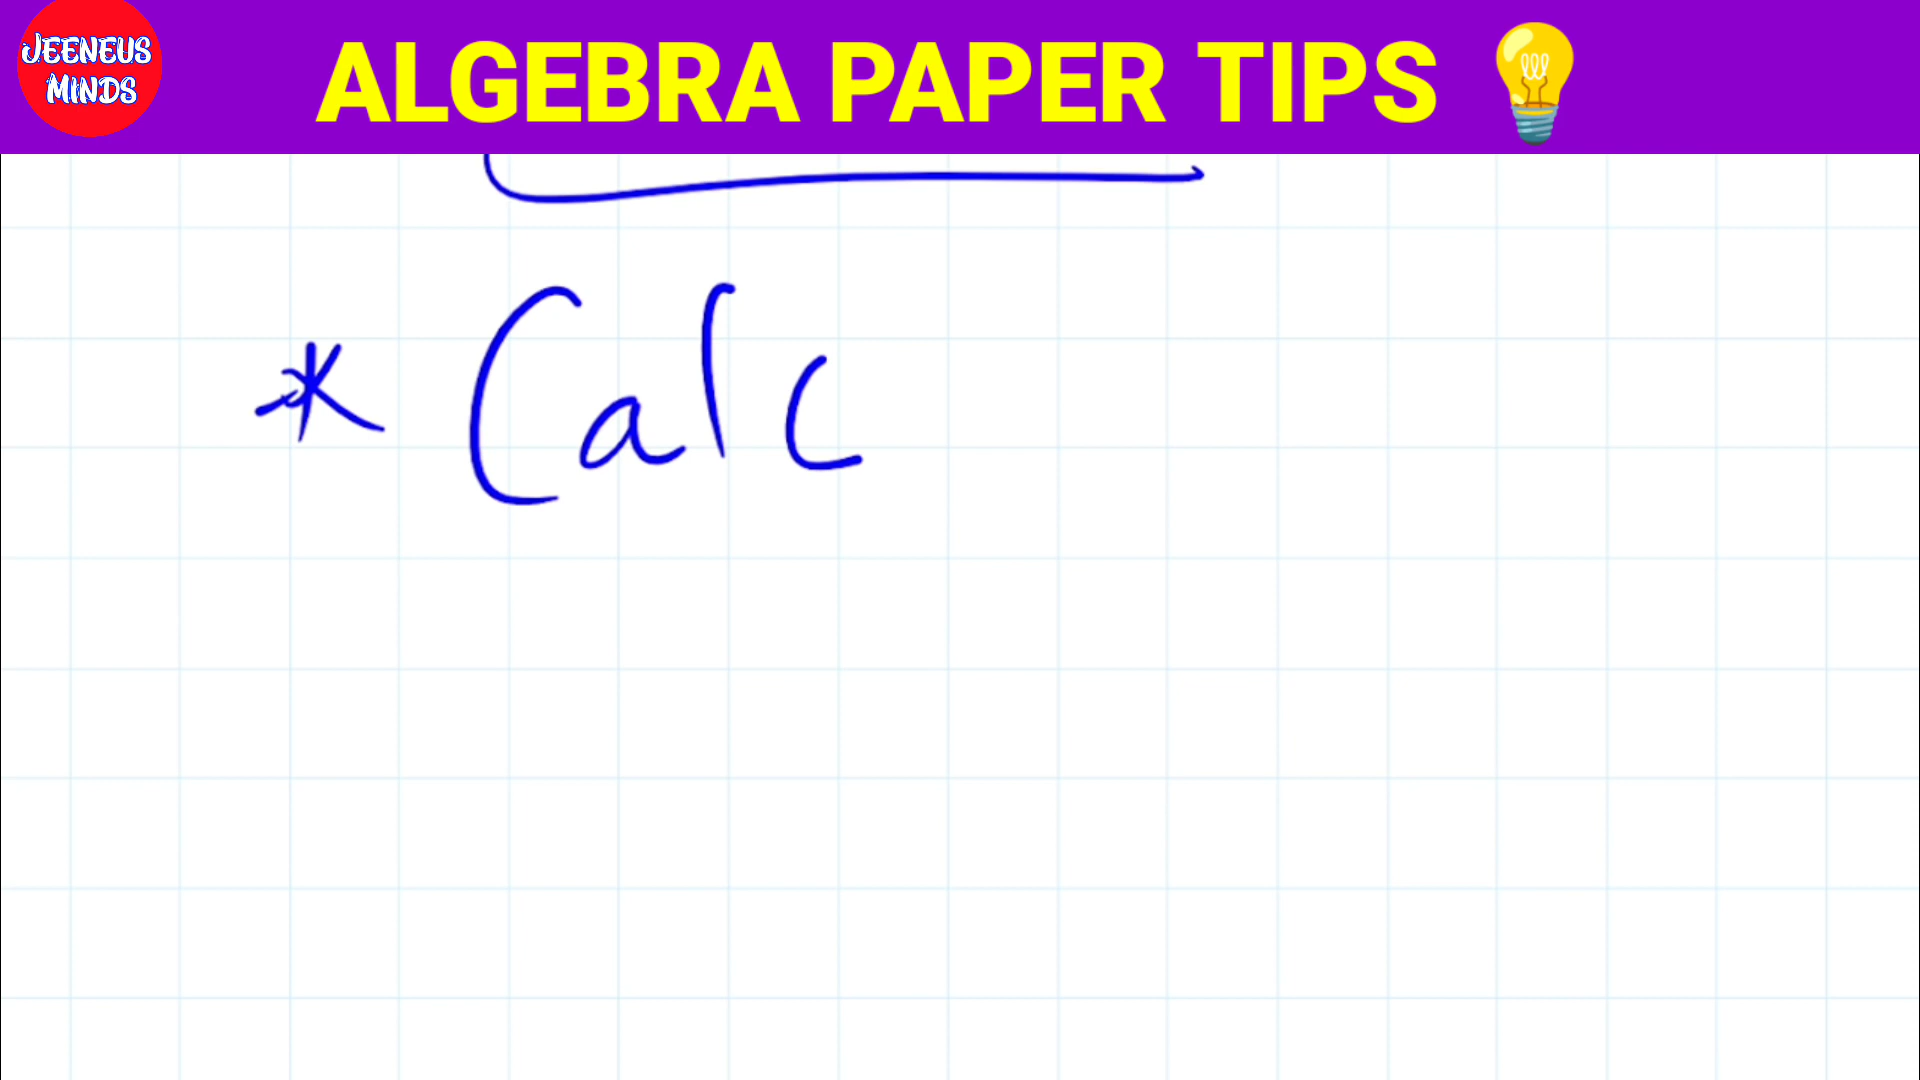 JEENEUS
MINDS
ALGEBRA PAPER TIPS 💡
* Calc